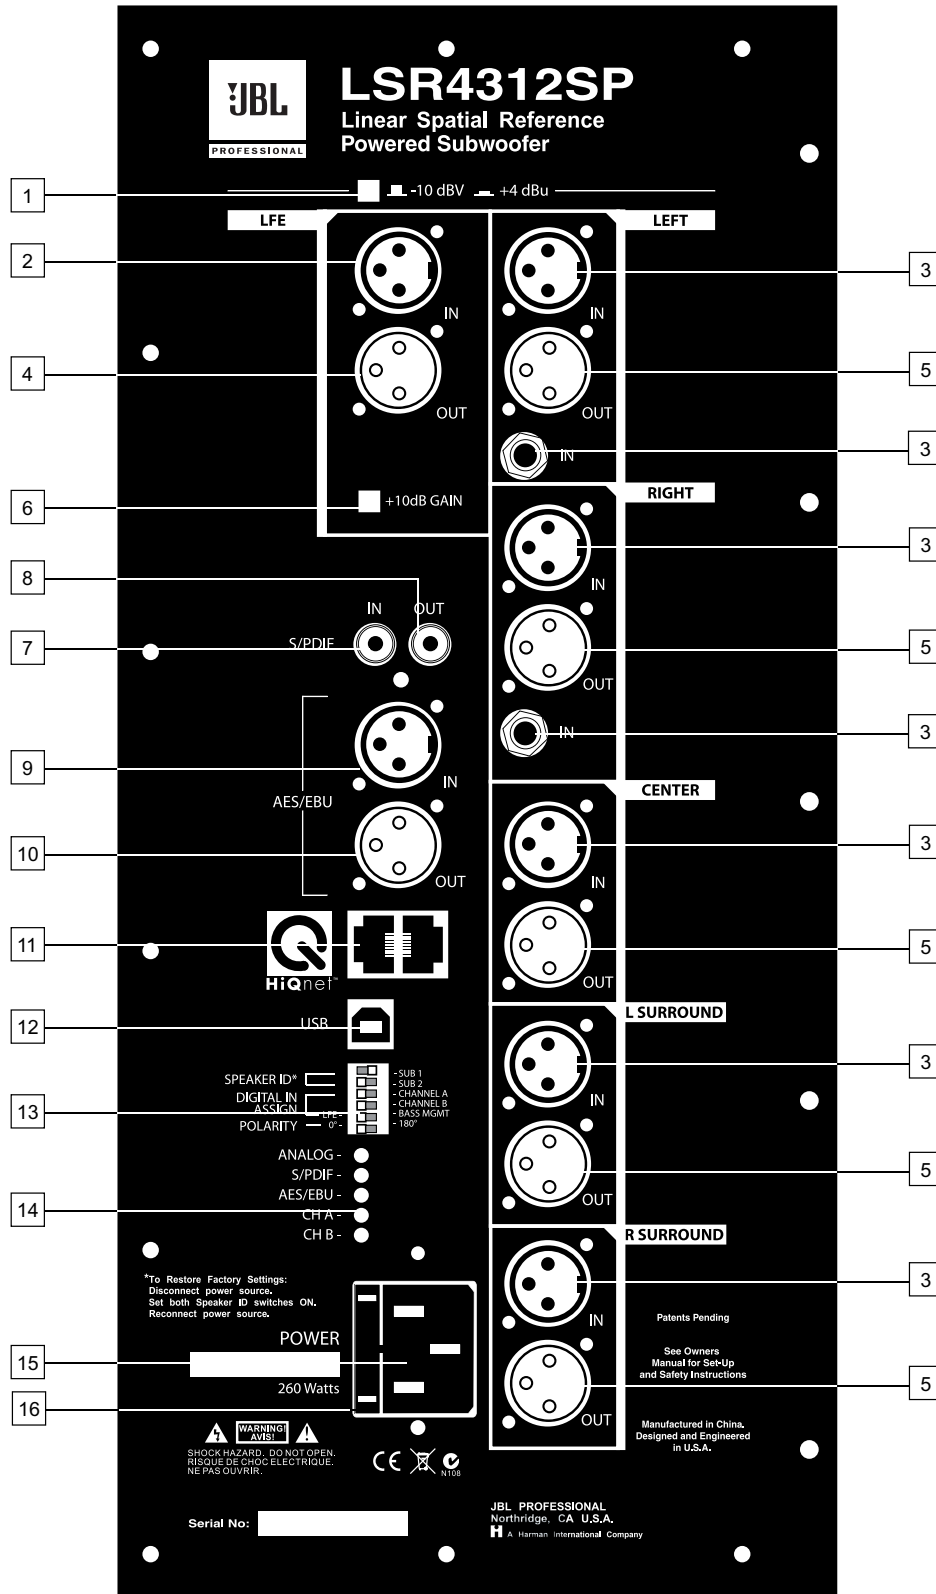 JBL
PROFESSIONAL
LSR4312SP
Linear Spatial Reference
Powered Subwoofer
1
-10 dBV
+4 dBu
LFE
LEFT
2
IN
IN
3
4
OUT
OUT
5
IN
3
6
+10dB GAIN
RIGHT
IN
3
8
IN
OUT
7
S/PDIF
OUT
5
IN
3
9
IN
AES/EBU
10
OUT
CENTER
IN
3
11
HiQnet™
OUT
5
12
USB
L SURROUND
IN
3
13
SPEAKER ID*
DIGITAL IN
ASSIGN
POLARITY
- LFE -
- 0° -
- SUB 1
- SUB 2
- CHANNEL A
- CHANNEL B
- BASS MGMT
- 180°
OUT
5
14
ANALOG -
S/PDIF -
AES/EBU -
CH A -
CH B -
R SURROUND
IN
3
*To Restore Factory Settings:
Disconnect power source.
Set both Speaker ID switches ON.
Reconnect power source.
15
POWER
260 Watts
16
OUT
5
Patents Pending
See Owners
Manual for Set-Up
and Safety Instructions
Manufactured in China.
Designed and Engineered
in U.S.A.
WARNING!
AVIS!
SHOCK HAZARD. DO NOT OPEN.
RISQUE DE CHOC ELECTRIQUE.
NE PAS OUVRIR.
CE
N108
Serial No:
JBL PROFESSIONAL
Northridge, CA U.S.A.
H A Harman International Company